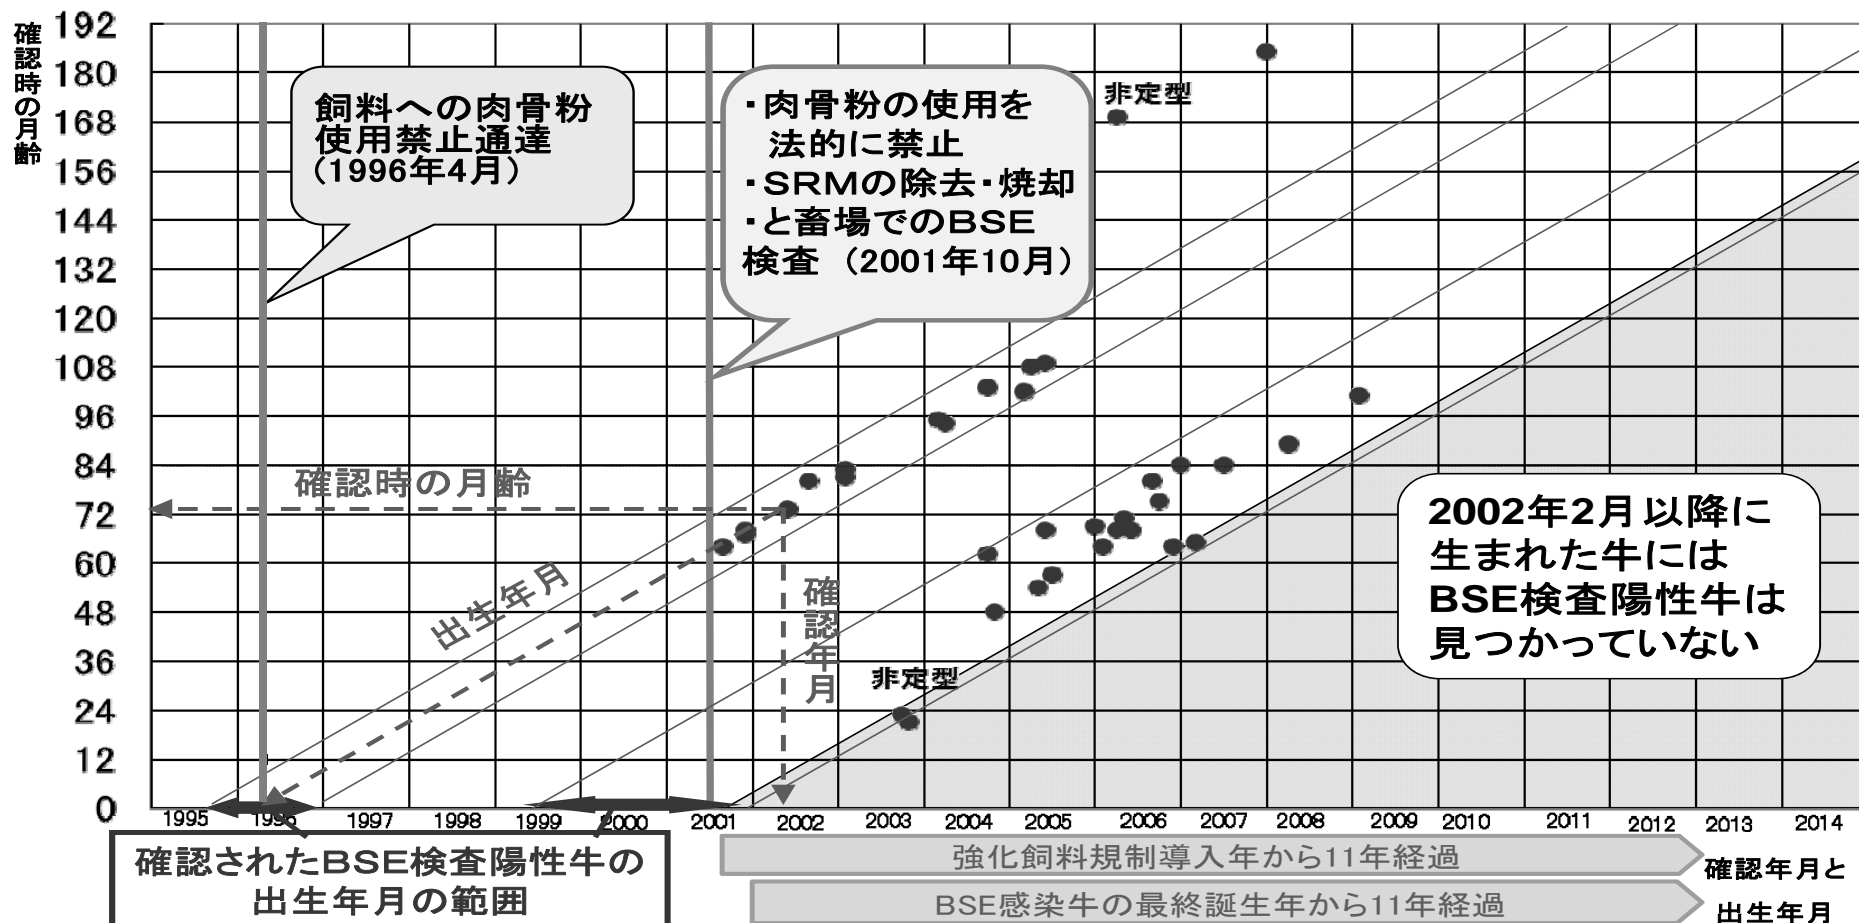 確認時の月齢
192
180
168
156
144
132
120
108
96
84
72
60
48
36
24
12
0
飼料への肉骨粉
使用禁止通達
(1996年4月)
・肉骨粉の使用を
法的に禁止
・SRMの除去・焼却
・と畜場でのBSE
検査 (2001年10月)
非定型
確認時の月齢
出生年月
確認年月
非定型
2002年2月以降に
生まれた牛には
BSE検査陽性牛は
見つかっていない
1995 1996 1997 1998 1999 2000 2001 2002 2003 2004 2005 2006 2007 2008 2009 2010 2011 2012 2013 2014
確認されたBSE検査陽性牛の
出生年月の範囲
強化飼料規制導入年から11年経過
BSE感染牛の最終誕生年から11年経過
確認年月と
出生年月